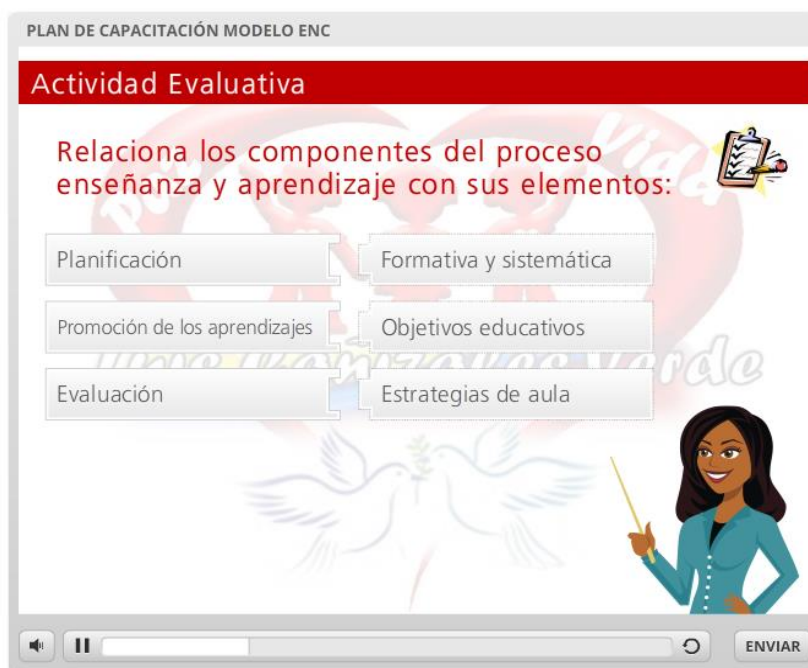 PLAN DE CAPACITACIÓN MODELO ENC
Actividad Evaluativa
Relaciona los componentes del proceso
enseñanza y aprendizaje con sus elementos:
Planificación
Formativa y sistemática
Promoción de los aprendizajes
Objetivos educativos
Evaluación
Estrategias de aula
Vida
ENVIAR